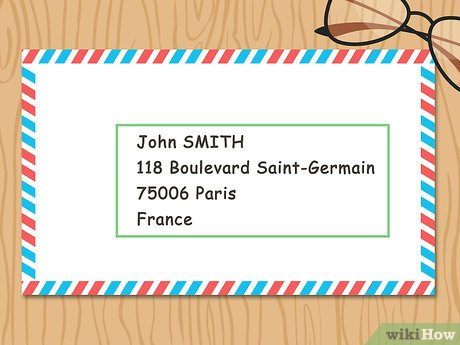 John SMITH
118 Boulevard Saint-Germain
75006 Paris
France
wikiHow